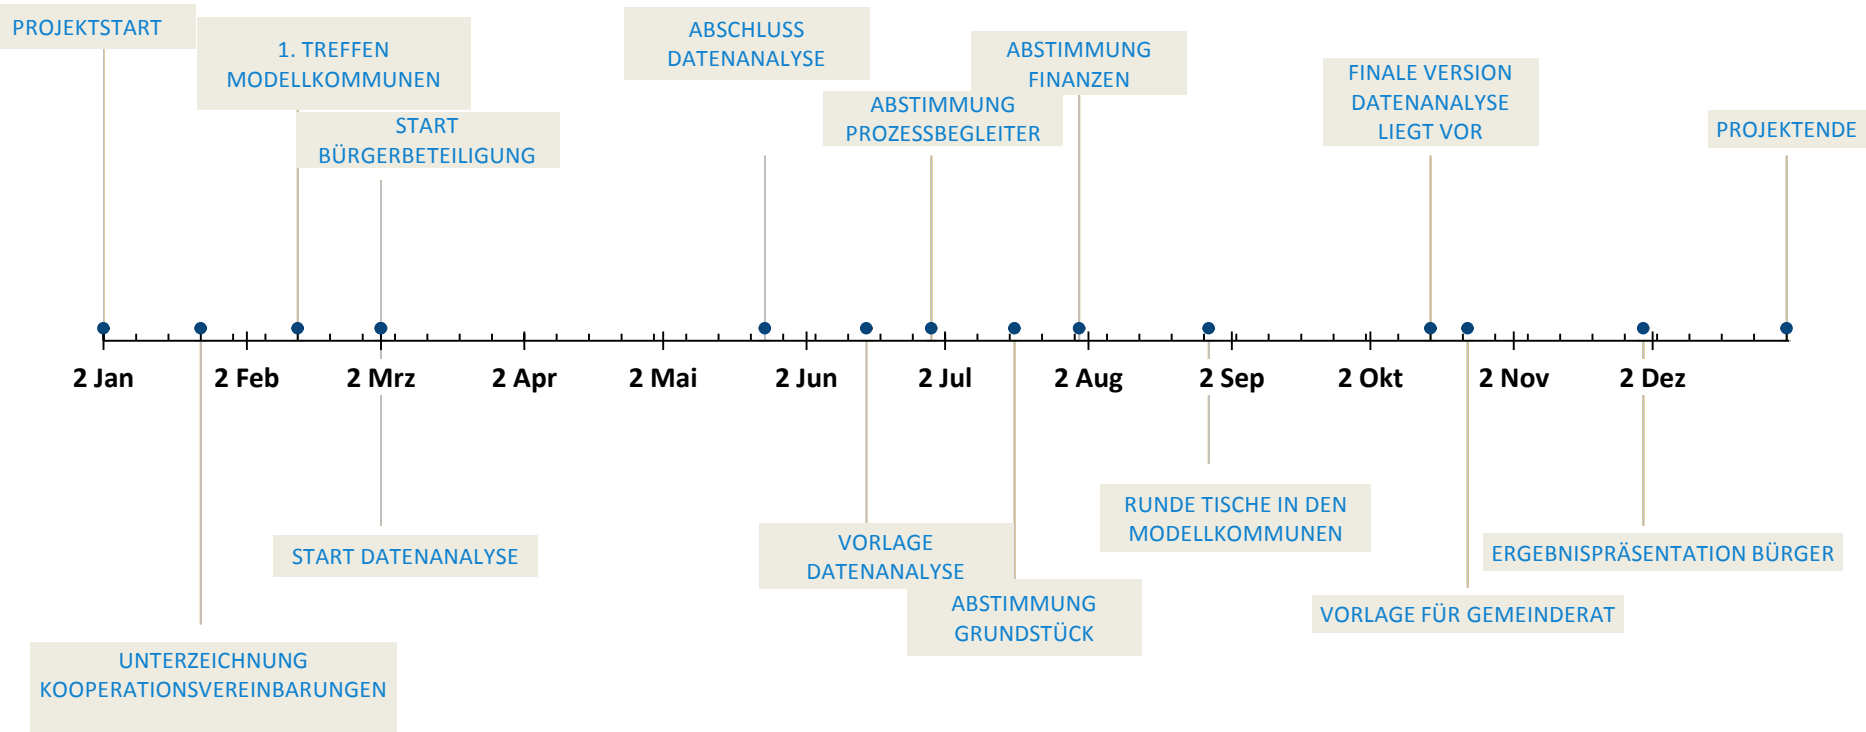 PROJEKTSTART
1. TREFFEN
MODELLKOMMUNEN
START
BÜRGERBETEILIGUNG
ABSCHLUSS
DATENANALYSE
ABSTIMMUNG
PROZESSBEGLEITER
ABSTIMMUNG
FINANZEN
FINALE VERSION
DATENANALYSE
LIEGT VOR
PROJEKTENDE
2 Jan
2 Feb
2 Mrz
2 Apr
2 Mai
2 Jun
2 Jul
2 Aug
2 Sep
2 Okt
2 Nov
2 Dez
UNTERZEICHNUNG
KOOPERATIONSVEREINBARUNGEN
START DATENANALYSE
VORLAGE
DATENANALYSE
ABSTIMMUNG
GRUNDSTÜCK
RUNDE TISCHE IN DEN
MODELLKOMMUNEN
VORLAGE FÜR GEMEINDERAT
ERGEBNISPRÄSENTATION BÜRGER